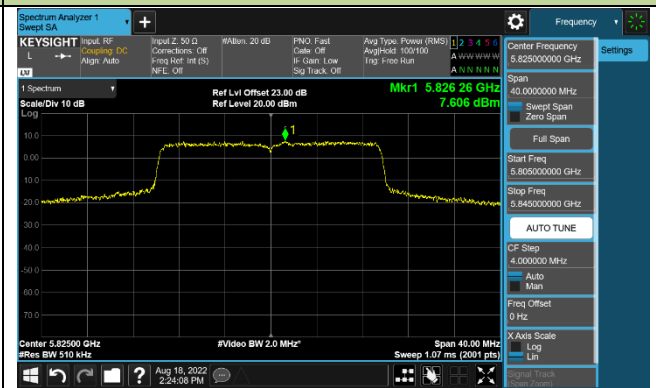 Spectrum Analyzer 1
Swept SA
+
Frequency
KEYSIGHT
L
LXI
Input: RF
Coupling: DC
Align: Auto
Input Z: 50 Ω
Corrections: Off
Freq Ref: Int (S)
NFE: Off
#Atten: 20 dB
PNO: Fast
Gate: Off
IF Gain: Low
Sig Track: Off
Avg Type: Power (RMS)
Avg|Hold: 100/100
Trig: Free Run
1 2 3 4 5 6
A W W W W W
A N N N N N
Center Frequency
5.825000000 GHz
Settings
Span
40.0000000 MHz
Swept Span
Zero Span
Full Span
Start Freq
5.805000000 GHz
Stop Freq
5.845000000 GHz
AUTO TUNE
CF Step
4.000000 MHz
Auto
Man
Freq Offset
0 Hz
X Axis Scale
Log
Lin
Signal Track
(Span Zoom)
1 Spectrum
Scale/Div 10 dB
Log
Ref Lvl Offset 23.00 dB
Ref Level 20.00 dBm
Mkr1 5.826 26 GHz
7.606 dBm
1
10.0
0.00
10.0
20.0
30.0
40.0
-50.0
60.0
70.0
Center 5.82500 GHz
#Res BW 510 kHz
#Video BW 2.0 MHz*
Span 40.00 MHz
Sweep 1.07 ms (2001 pts)
?
Aug 18, 2022
2:24:08 PM